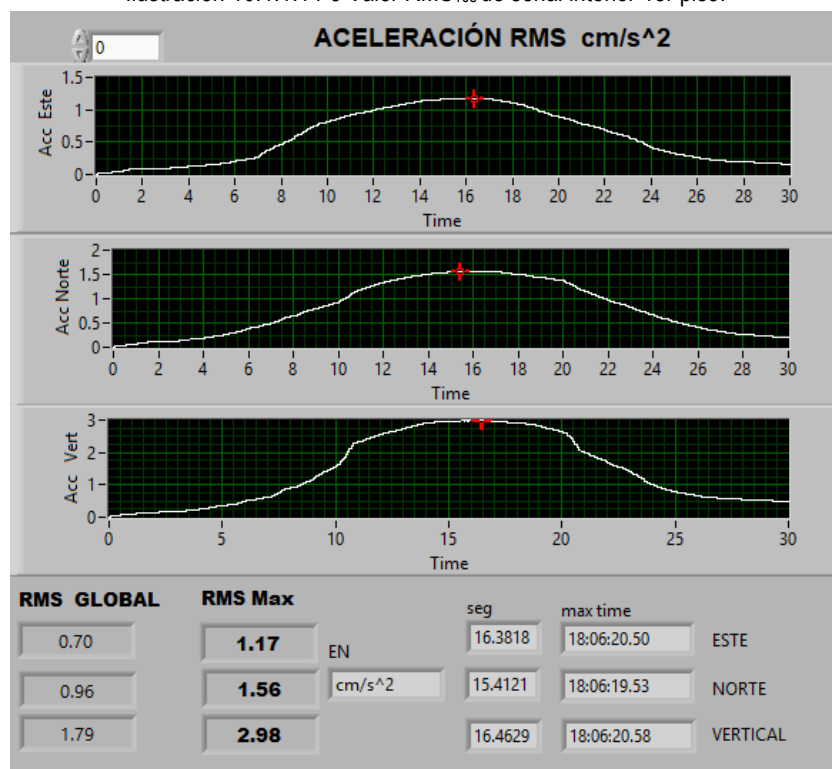 0
ACELERACIÓN RMS cm/s^2
Acc Este
1.5
1
0.5
0
0 2 4 6 8 10 12 14 16 18 20 22 24 26 28 30
Time
Acc Norte
2
1.5
1
0.5
0
0 2 4 6 8 10 12 14 16 18 20 22 24 26 28 30
Time
Acc Vert
3
2
1
0
0 5 10 15 20 25 30
Time
RMS GLOBAL RMS Max seg max time
0.70 1.17 16.3818 18:06:20.50 ESTE
EN
0.96 1.56 cm/s^2 15.4121 18:06:19.53 NORTE
1.79 2.98 16.4629 18:06:20.58 VERTICAL